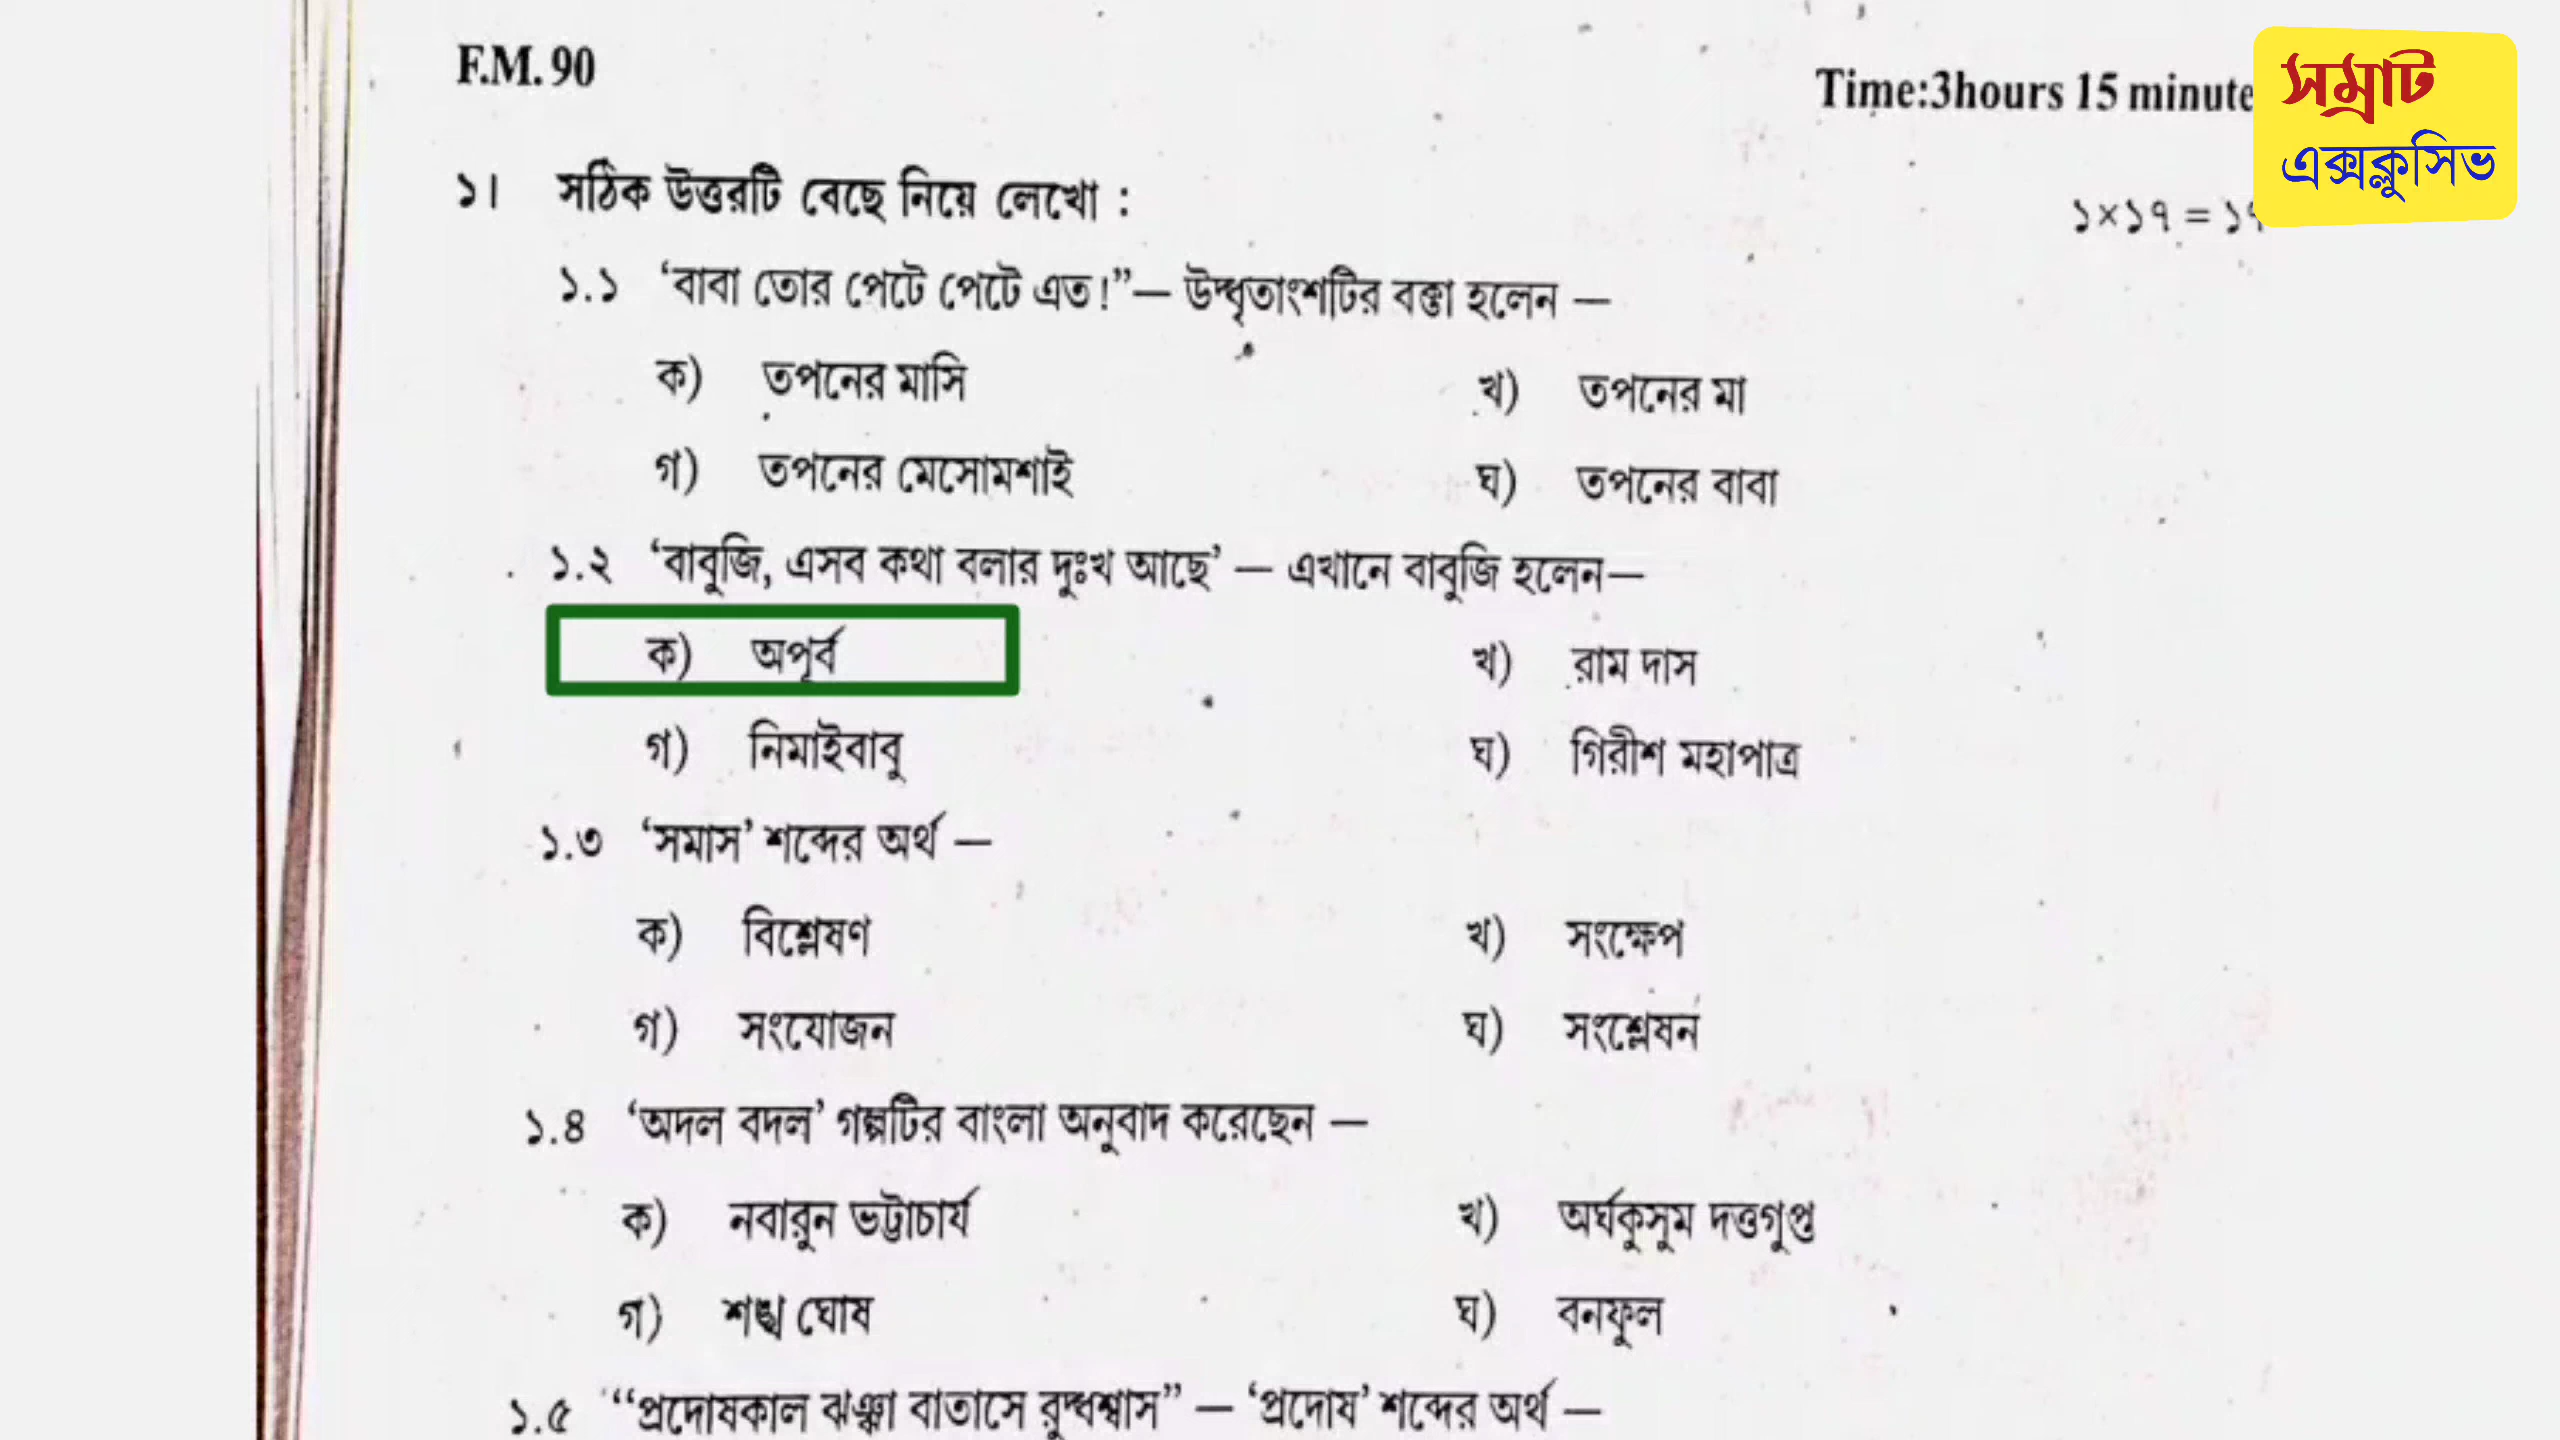 F.M. 90
Time:3hours 15 minute
সম্রাট
এক্সক্লুসিভ
১। সঠিক উত্তরটি বেছে নিয়ে লেখো :
১×১৭ = ১৭
১.১ ‘বাবা তোর পেটে পেটে এত!”— উদ্ধৃতাংশটির বক্তা হলেন —
ক) তপনের মাসি খ) তপনের মা
গ) তপনের মেসোমশাই ঘ) তপনের বাবা
১.২ ‘বাবুজি, এসব কথা বলার দুঃখ আছে’ — এখানে বাবুজি হলেন—
ক) অপূর্ব খ) রাম দাস
গ) নিমাইবাবু ঘ) গিরীশ মহাপাত্র
১.৩ ‘সমাস’ শব্দের অর্থ —
ক) বিশ্লেষণ খ) সংক্ষেপ
গ) সংযোজন ঘ) সংশ্লেষন
১.৪ ‘অদল বদল’ গল্পটির বাংলা অনুবাদ করেছেন —
ক) নবারুন ভট্টাচার্য খ) অর্ঘকুসুম দত্তগুপ্ত
গ) শঙ্খ ঘোষ ঘ) বনফুল
১.৫ “প্রদোষকাল ঝঞ্ঝা বাতাসে রুদ্ধশ্বাস” — ‘প্রদোষ’ শব্দের অর্থ —